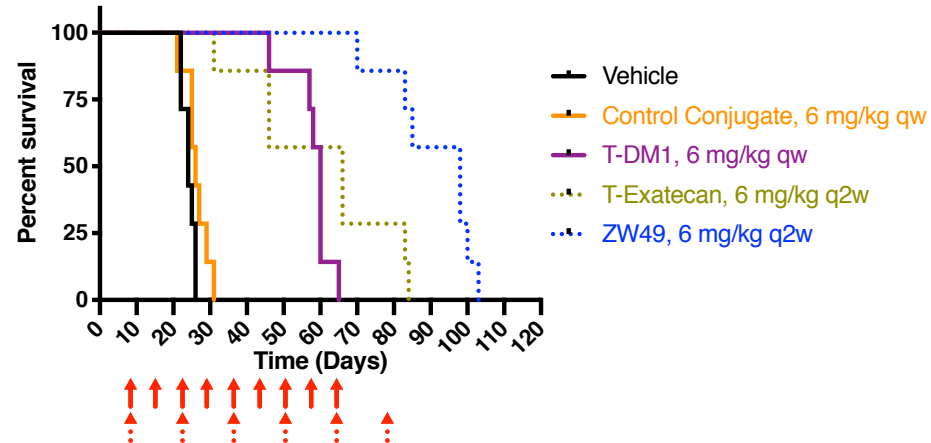 Percent survival
100
75
50
25
0
0 10 20 30 40 50 60 70 80 90 100 110 120
Time (Days)
Vehicle
Control Conjugate, 6 mg/kg qw
T-DM1, 6 mg/kg qw
T-Exatecan, 6 mg/kg q2w
ZW49, 6 mg/kg q2w